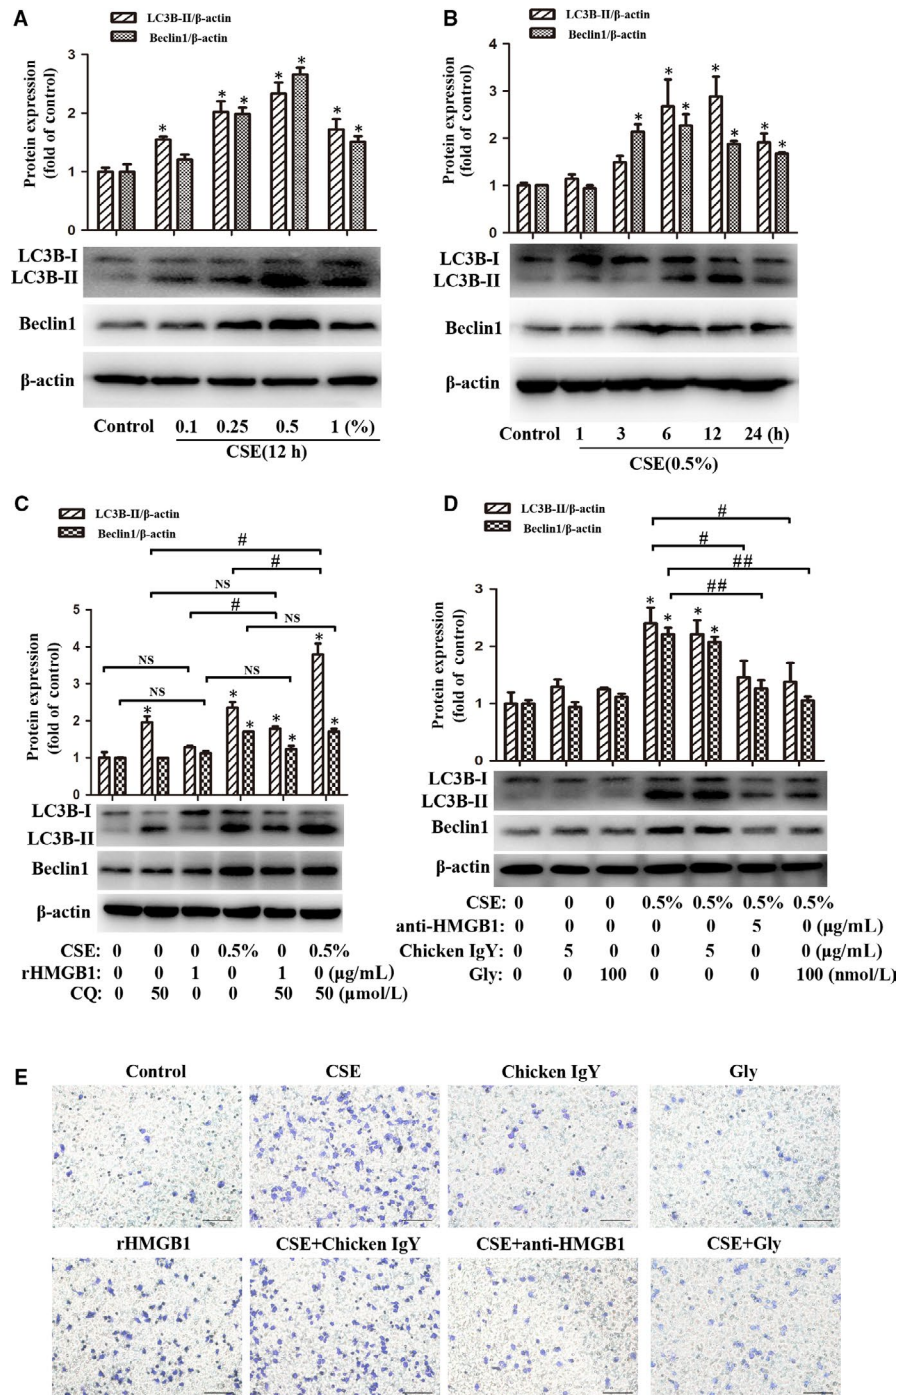 A
LC3B-II/β-actin
Beclin1/β-actin
Protein expression
(fold of control)
3
2
1
0
* * * * * * *
LC3B-I
LC3B-II
Beclin1
β-actin
Control 0.1 0.25 0.5 1 (%)
CSE(12 h)
B
LC3B-II/β-actin
Beclin1/β-actin
Protein expression
(fold of control)
4
3
2
1
0
* * * * * * *
LC3B-I
LC3B-II
Beclin1
β-actin
Control 1 3 6 12 24 (h)
CSE(0.5%)
C
LC3B-II/β-actin
Beclin1/β-actin
#
#
NS
#
NS
NS
NS
NS
Protein expression
(fold of control)
5
4
3
2
1
0
* * * * * * *
LC3B-I
LC3B-II
Beclin1
β-actin
CSE: 0 0 0 0.5% 0 0.5%
rHMGB1: 0 0 1 0 1 0 (µg/mL)
CQ: 0 50 0 0 50 50 (µmol/L)
D
LC3B-II/β-actin
Beclin1/β-actin
#
#
##
##
Protein expression
(fold of control)
3
2
1
0
* * * *
LC3B-I
LC3B-II
Beclin1
β-actin
CSE: 0 0 0 0.5% 0.5% 0.5% 0.5%
anti-HMGB1: 0 0 0 0 0 5 0 (µg/mL)
Chicken IgY: 0 5 0 0 5 0 0 (µg/mL)
Gly: 0 0 100 0 0 0 100 (nmol/L)
E
Control CSE Chicken IgY Gly
rHMGB1 CSE+Chicken IgY CSE+anti-HMGB1 CSE+Gly